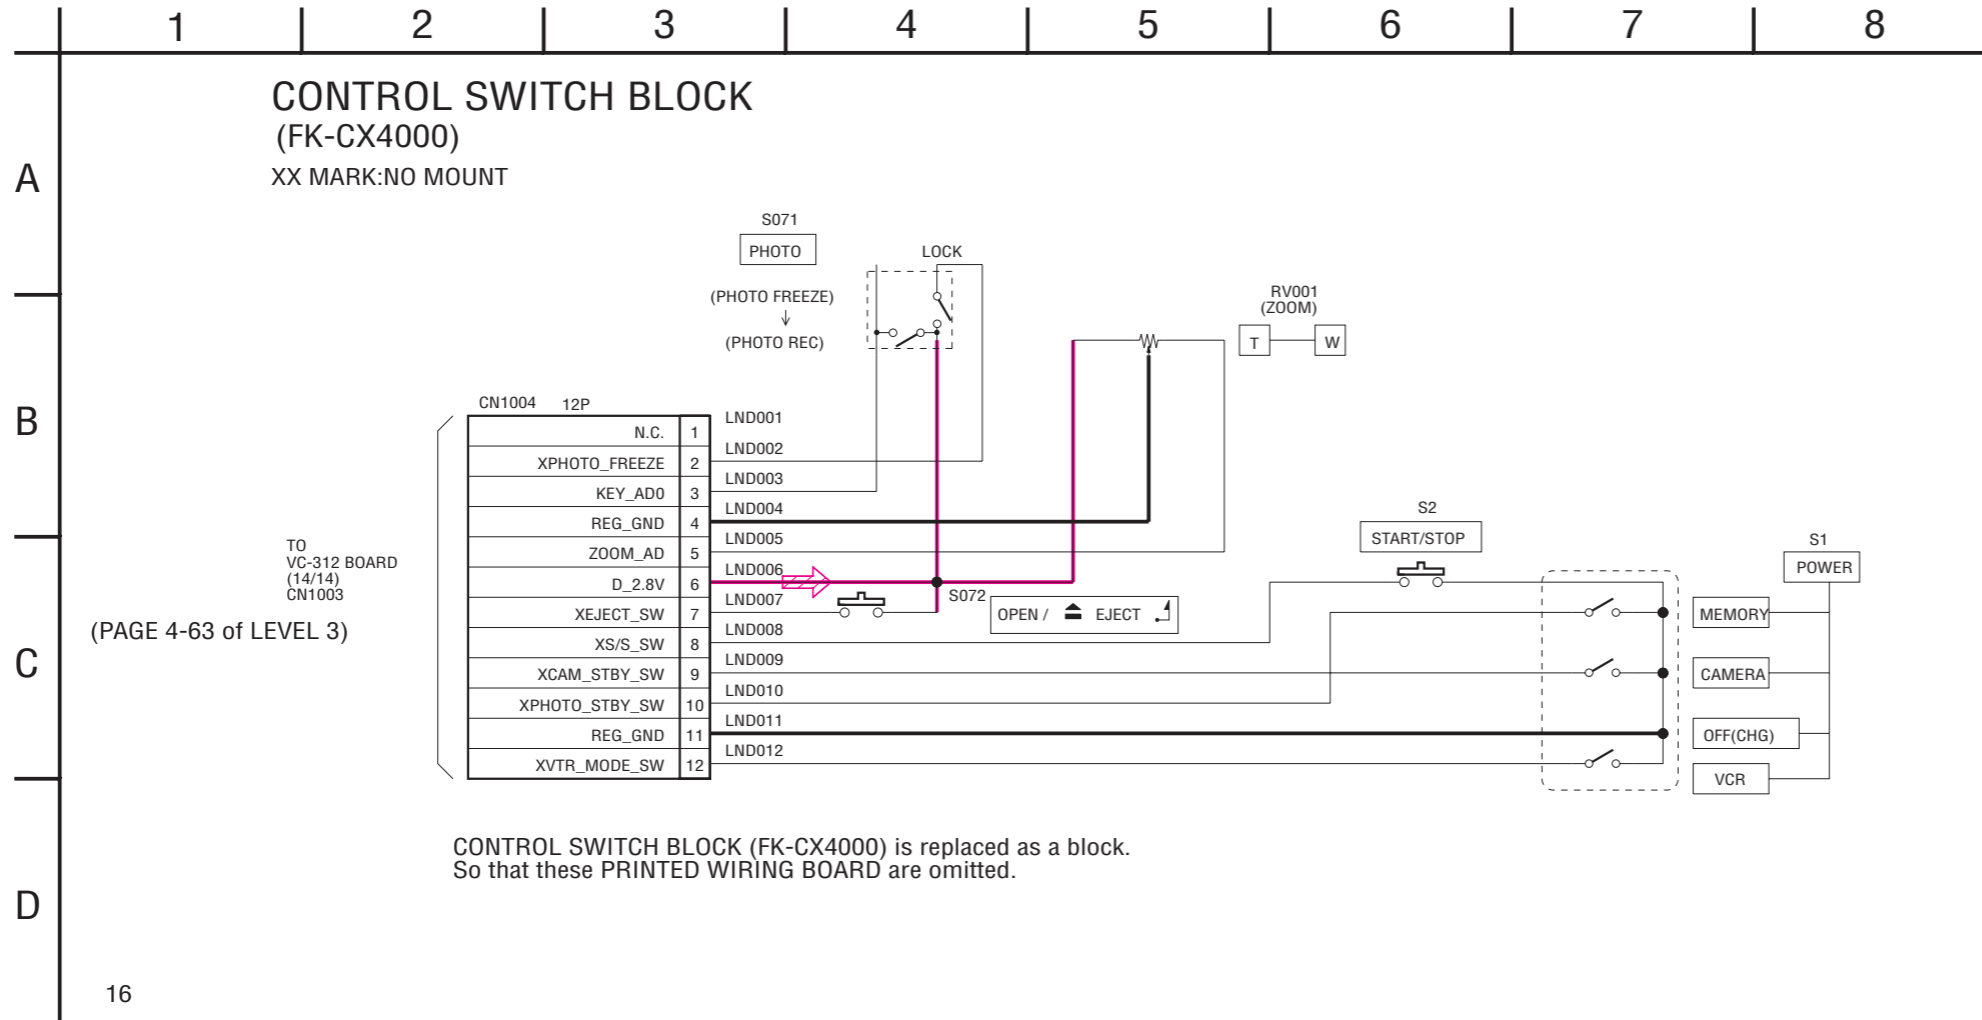 1 2 3 4 5 6 7 8
CONTROL SWITCH BLOCK
(FK-CX4000)
A
XX MARK:NO MOUNT
S071
PHOTO
LOCK
(PHOTO FREEZE)
↓
(PHOTO REC)
RV001
(ZOOM)
T W
B
CN1004 12P
LND001
N.C. 1
LND002
XPHOTO_FREEZE 2
LND003
KEY_AD0 3
LND004
REG_GND 4
LND005
ZOOM_AD 5
LND006
D_2.8V 6
LND007
XEJECT_SW 7
LND008
XS/S_SW 8
LND009
XCAM_STBY_SW 9
LND010
XPHOTO_STBY_SW 10
LND011
REG_GND 11
LND012
XVTR_MODE_SW 12
TO
VC-312 BOARD
(14/14)
CN1003
(PAGE 4-63 of LEVEL 3)
C
S072
OPEN / EJECT
S2
START/STOP
S1
POWER
MEMORY
CAMERA
OFF(CHG)
VCR
CONTROL SWITCH BLOCK (FK-CX4000) is replaced as a block.
So that these PRINTED WIRING BOARD are omitted.
D
16